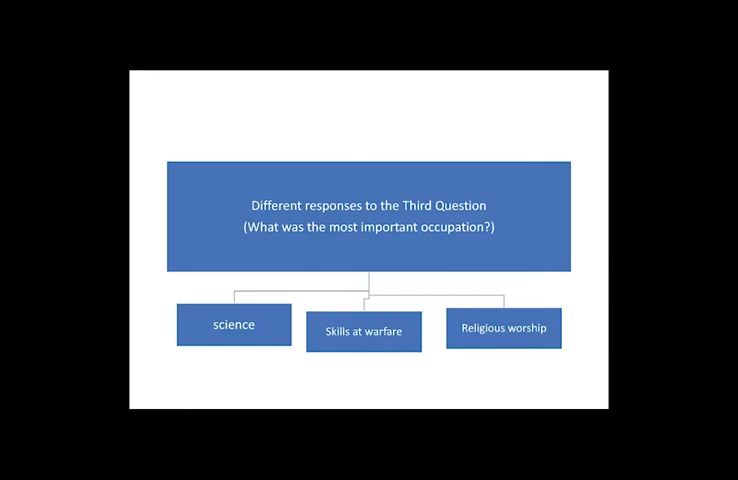 Different responses to the Third Question
(What was the most important occupation?)
science
Skills at warfare
Religious worship